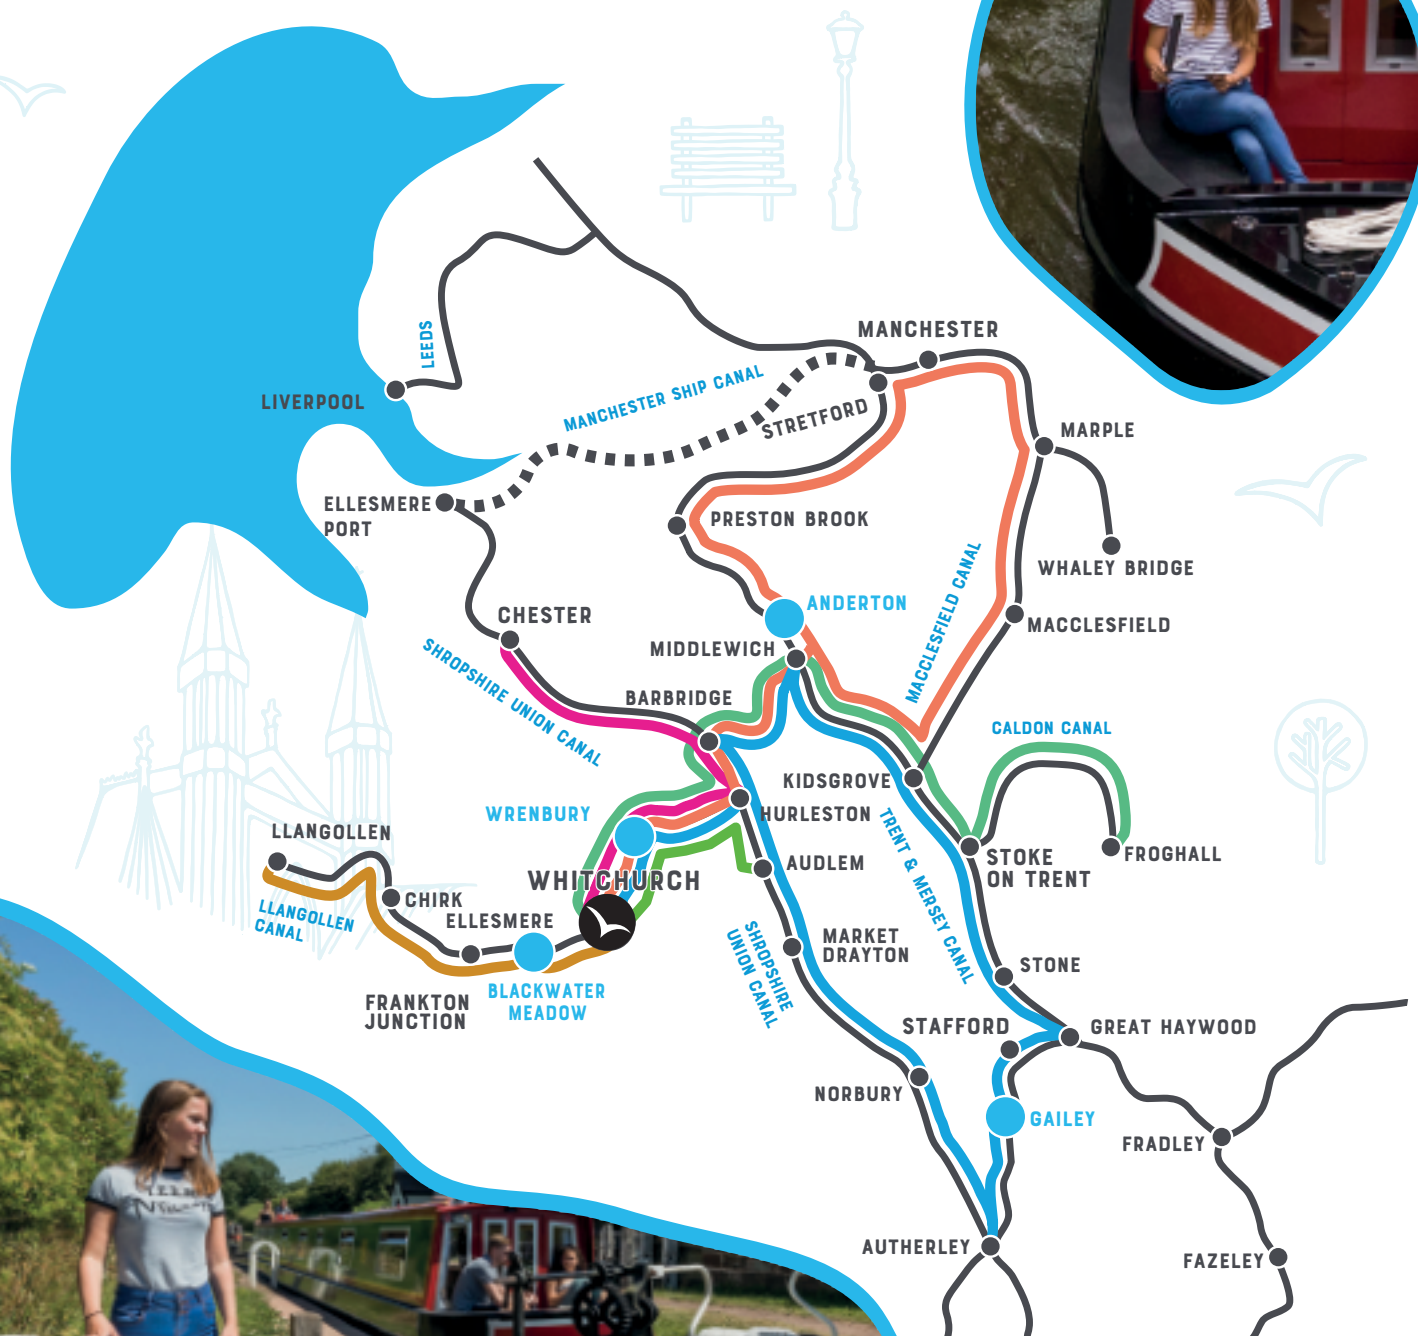 MANCHESTER
LEEDS
MANCHESTER SHIP CANAL
LIVERPOOL
STRETFORD
MARPLE
ELLESMERE
PORT
PRESTON BROOK
WHALEY BRIDGE
MACCLESFIELD CANAL
ANDERTON
CHESTER
MACCLESFIELD
MIDDLEWICH
SHROPSHIRE UNION CANAL
BARBRIDGE
CALDON CANAL
KIDSGROVE
WRENBURY
HURLESTON
LLANGOLLEN
TRENT & MERSEY CANAL
AUDLEM
STOKE
ON TRENT
FROGHALL
WHITCHURCH
CHIRK
LLANGOLLEN
CANAL
ELLESMERE
MARKET
DRAYTON
SHROPSHIRE
UNION CANAL
STONE
FRANKTON
JUNCTION
BLACKWATER
MEADOW
STAFFORD
GREAT HAYWOOD
NORBURY
GAILEY
FRADLEY
AUTHERLEY
FAZELEY